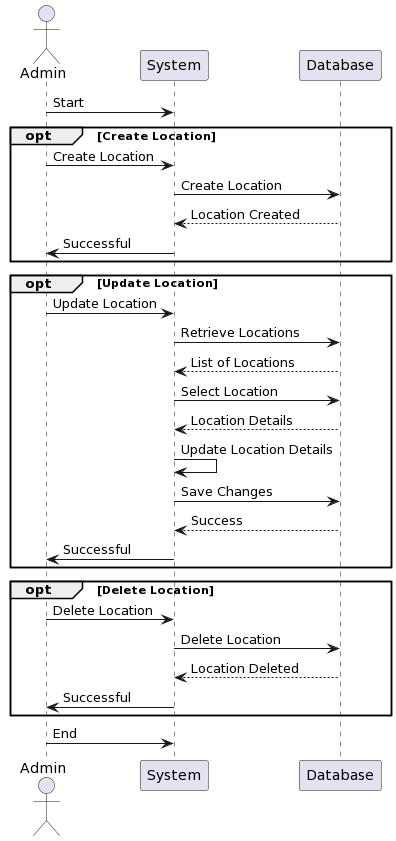 Admin
System
Database
Start
opt [Create Location]
Create Location
Create Location
Location Created
Successful
opt [Update Location]
Update Location
Retrieve Locations
List of Locations
Select Location
Location Details
Update Location Details
Save Changes
Success
Successful
opt [Delete Location]
Delete Location
Delete Location
Location Deleted
Successful
End
Admin
System
Database